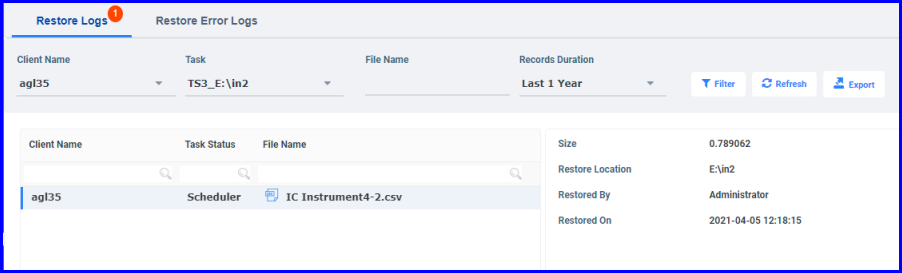 Restore Logs 1 Restore Error Logs
Client Name Task File Name Records Duration
agl35 TS3_E:\in2 Last 1 Year Filter Refresh Export
Client Name Task Status File Name
agl35 Scheduler IC Instrument4-2.csv
Size 0.789062
Restore Location E:\in2
Restored By Administrator
Restored On 2021-04-05 12:18:15